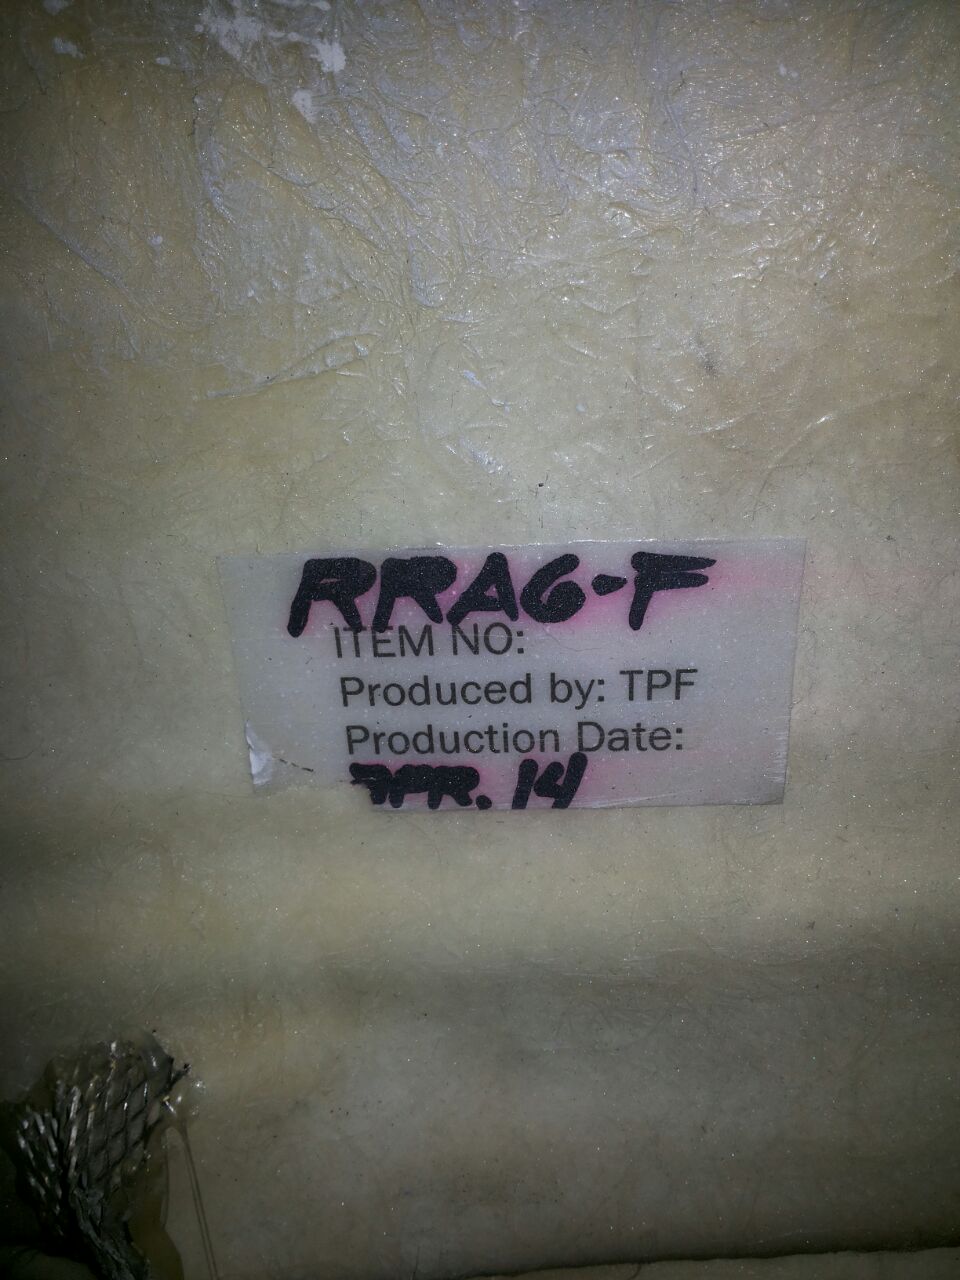 RRA6-F
ITEM NO:
Produced by: TPF
Production Date:
APR. 14